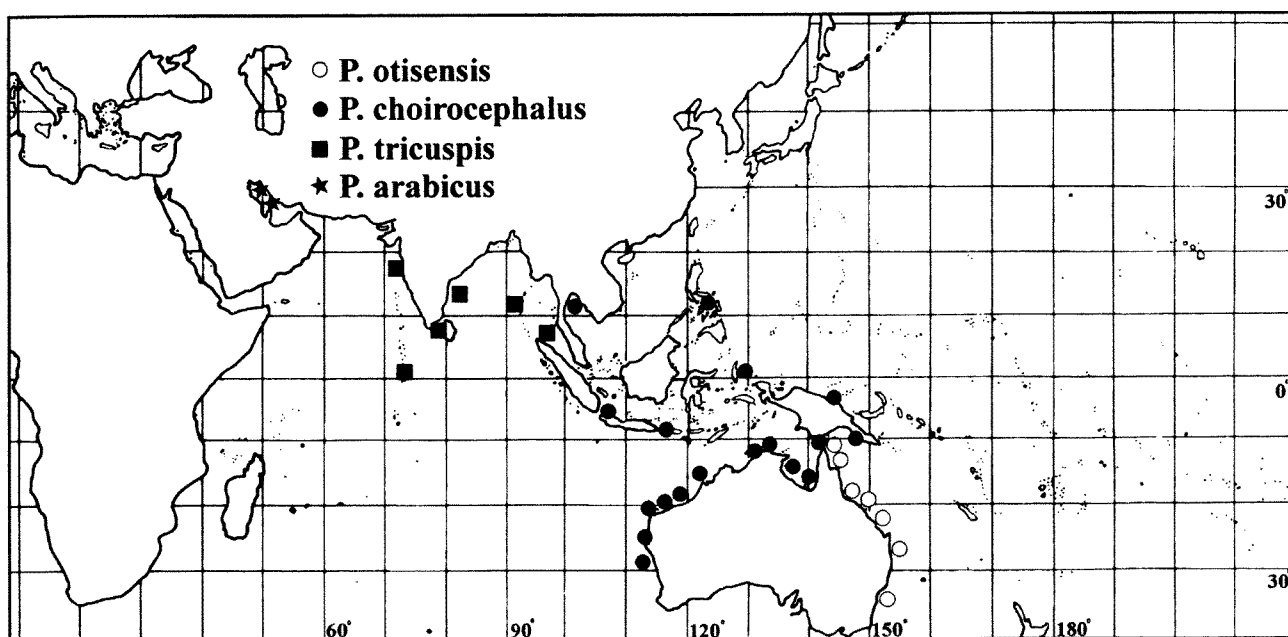 P. otisensis
P. choirocephalus
P. tricuspis
P. arabicus
30°
0°
30
60°
90°
120°
150°
180°